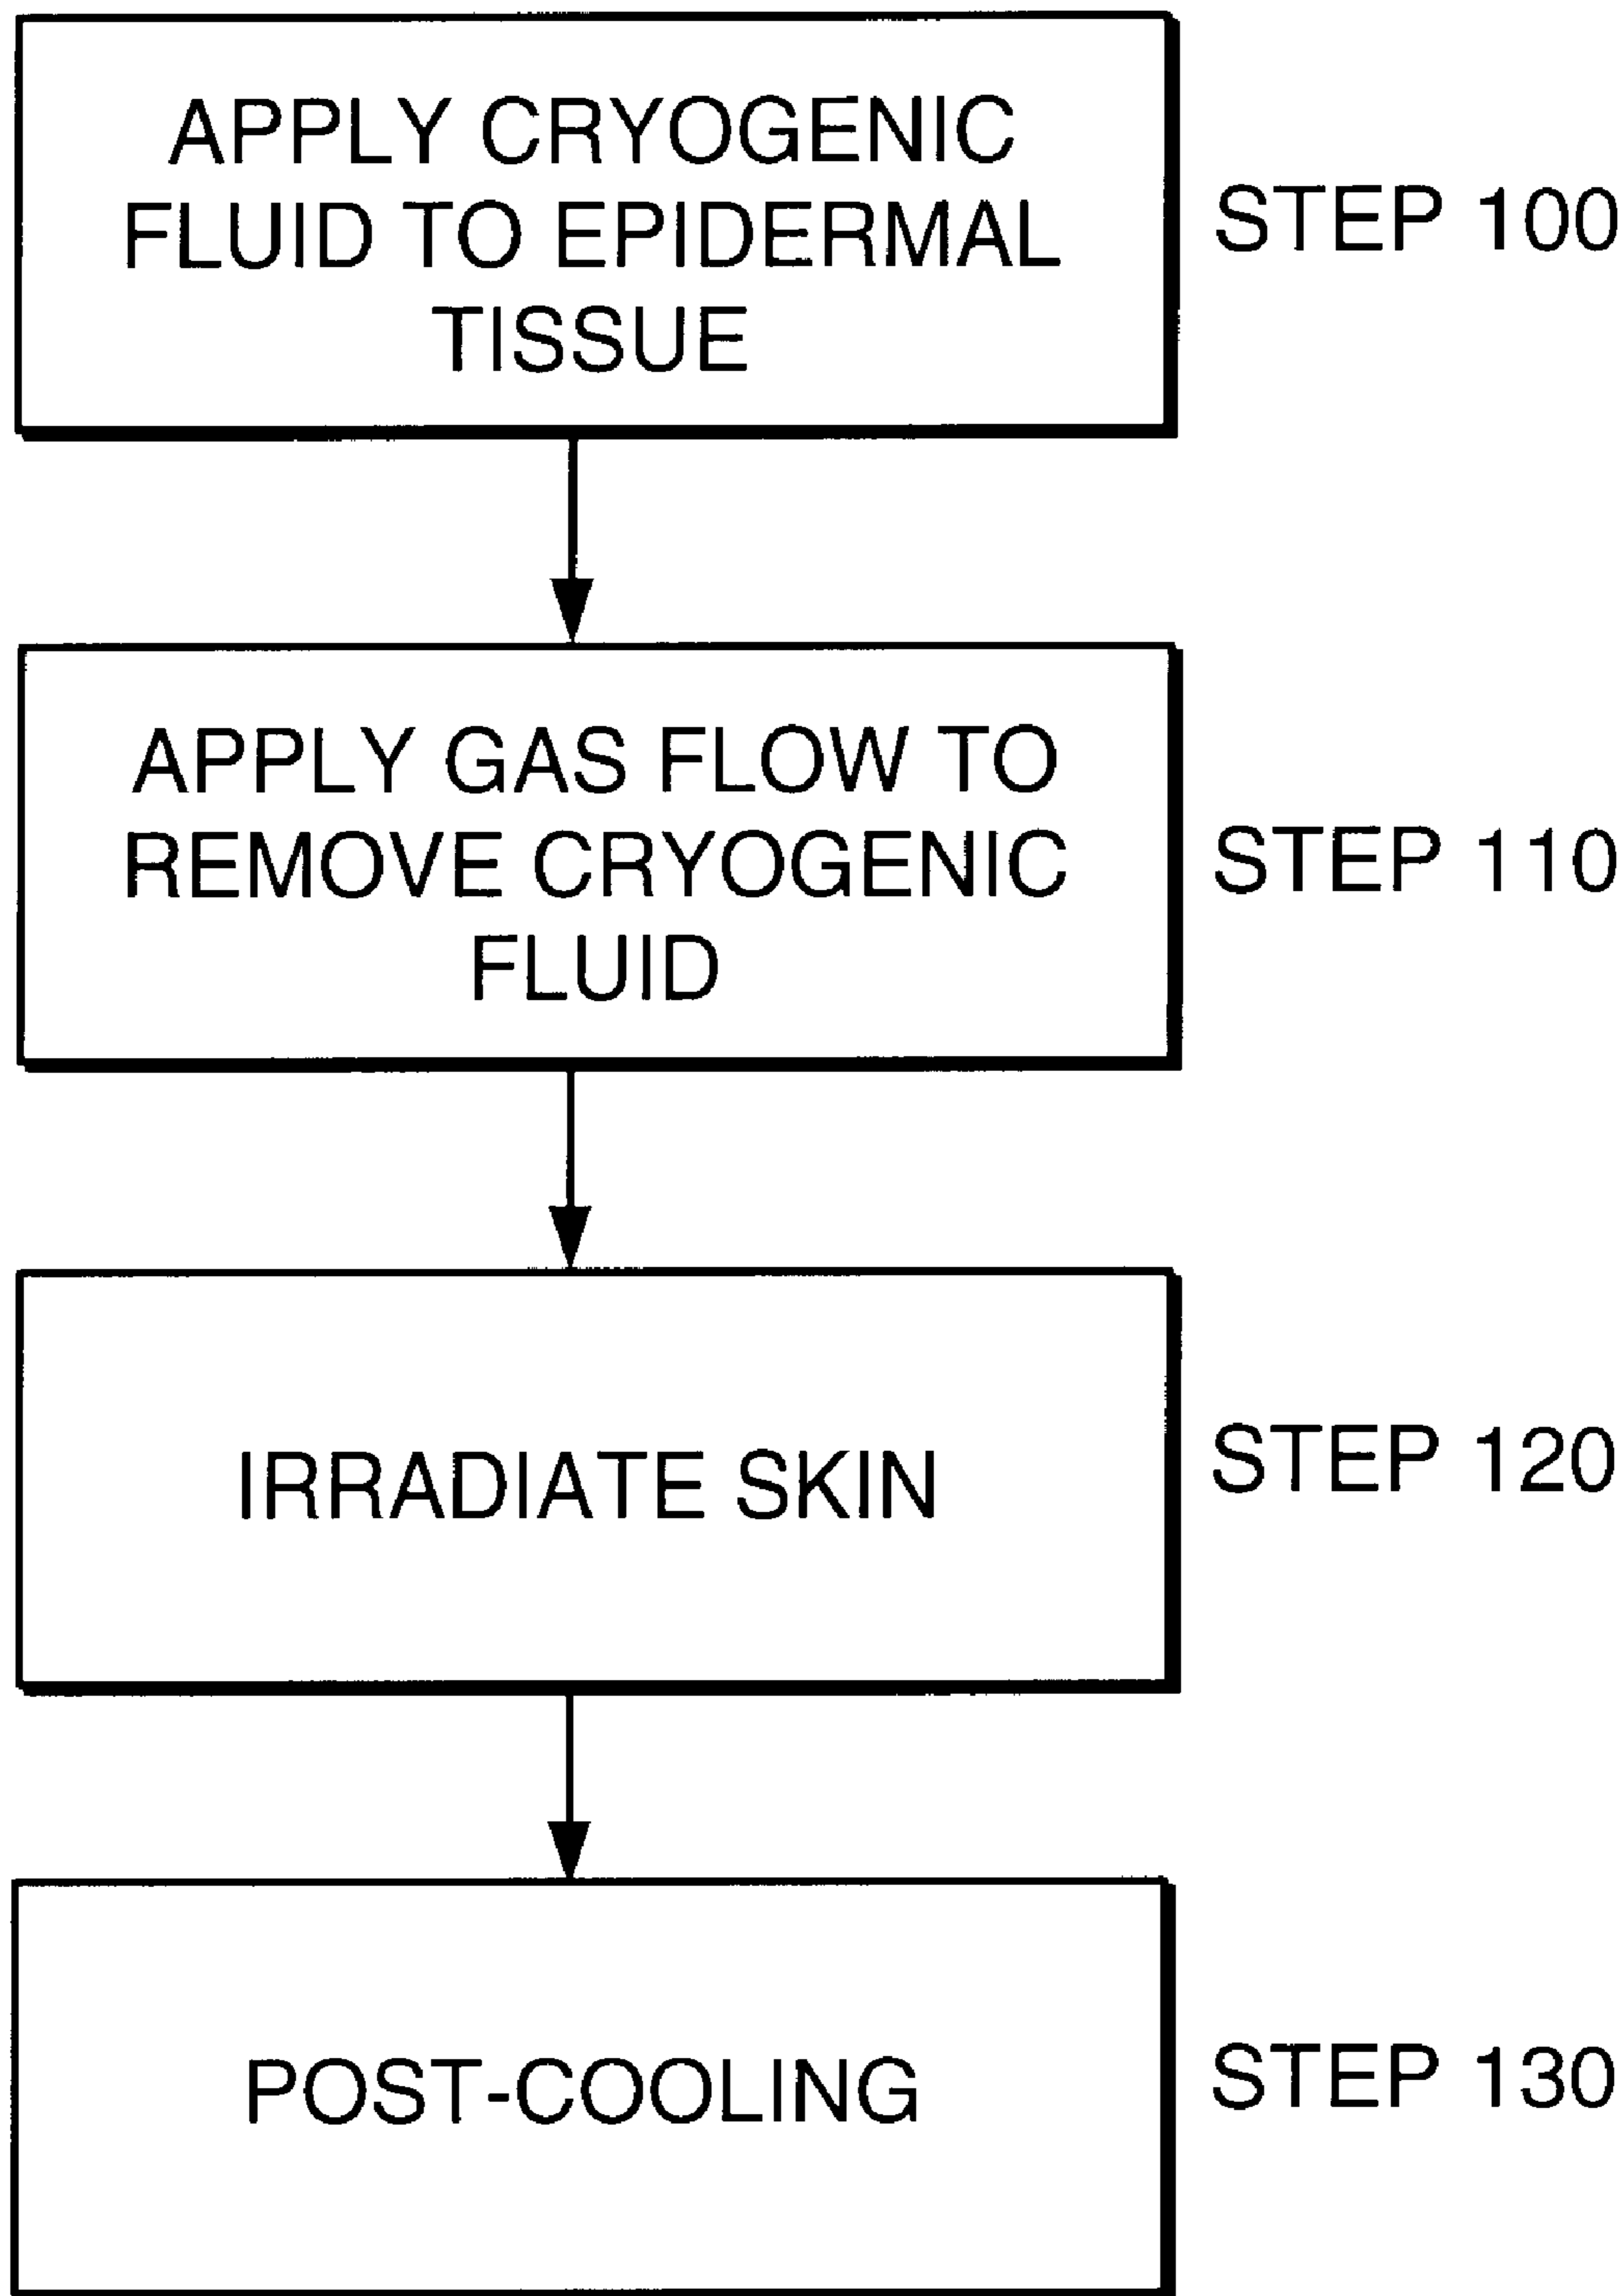 APPLY CRYOGENIC
FLUID TO EPIDERMAL
TISSUE
STEP 100
APPLY GAS FLOW TO
REMOVE CRYOGENIC
FLUID
STEP 110
IRRADIATE SKIN
STEP 120
POST-COOLING
STEP 130